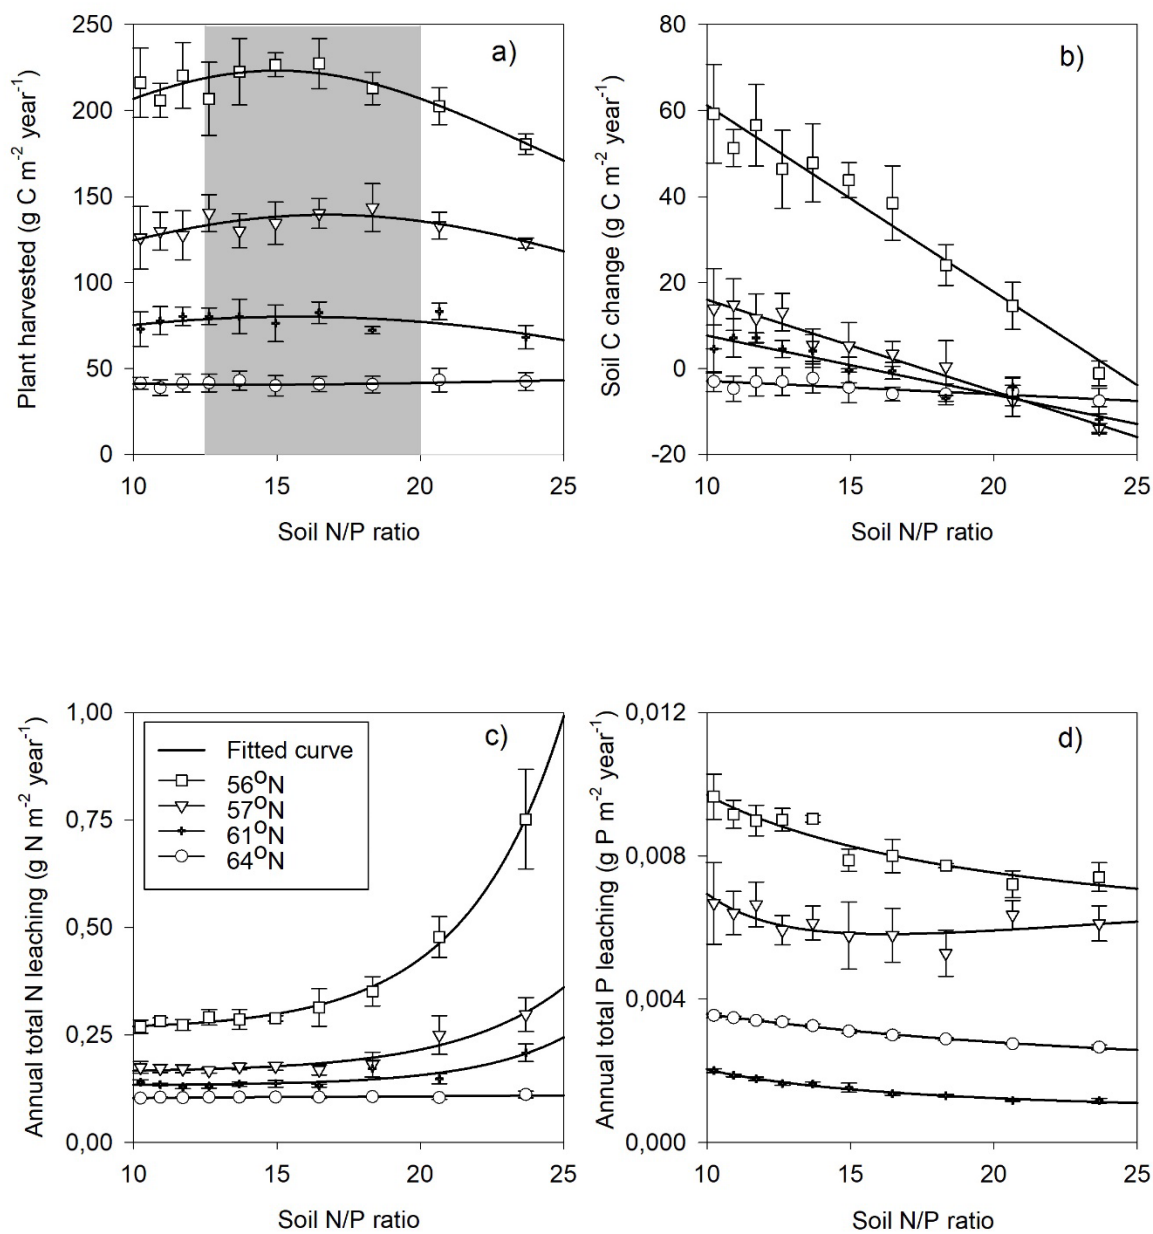 a)
Plant harvested (g C m⁻² year⁻¹)
250
200
150
100
50
0
10 15 20 25
Soil N/P ratio
b)
Soil C change (g C m⁻² year⁻¹)
80
60
40
20
0
-20
10 15 20 25
Soil N/P ratio
c)
Annual total N leaching (g N m⁻² year⁻¹)
1,00
0,75
0,50
0,25
0,00
Fitted curve
56ºN
57ºN
61ºN
64ºN
10 15 20 25
Soil N/P ratio
d)
Annual total P leaching (g P m⁻² year⁻¹)
0,012
0,008
0,004
0,000
10 15 20 25
Soil N/P ratio